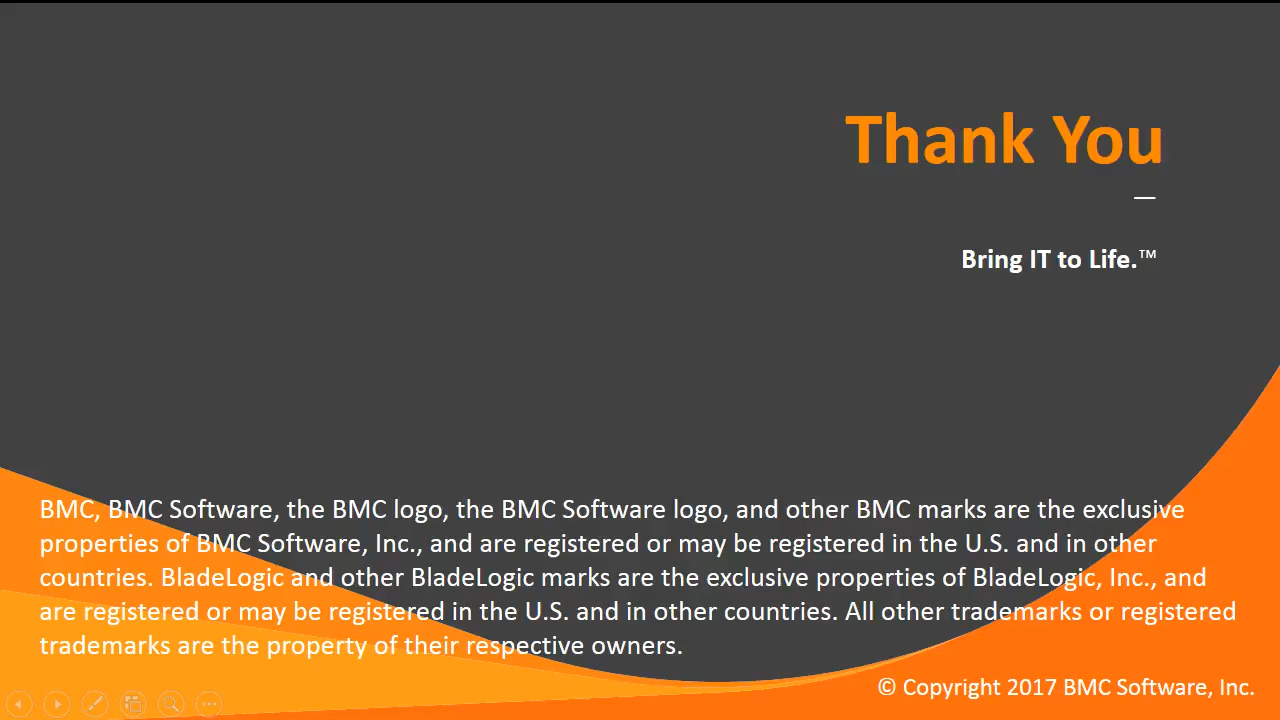 Thank You
Bring IT to Life.™
BMC, BMC Software, the BMC logo, the BMC Software logo, and other BMC marks are the exclusive
properties of BMC Software, Inc., and are registered or may be registered in the U.S. and in other
countries. BladeLogic and other BladeLogic marks are the exclusive properties of BladeLogic, Inc., and
are registered or may be registered in the U.S. and in other countries. All other trademarks or registered
trademarks are the property of their respective owners.
© Copyright 2017 BMC Software, Inc.